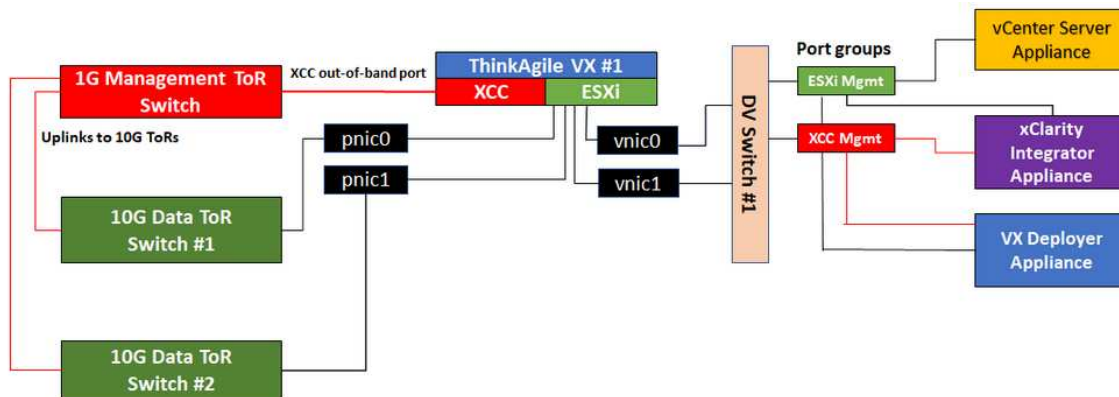 1G Management ToR
Switch
XCC out-of-band port
ThinkAgile VX #1
XCC
ESXi
Uplinks to 10G ToRs
pnic0
pnic1
vnic0
vnic1
10G Data ToR
Switch #1
10G Data ToR
Switch #2
DV Switch #1
Port groups
ESXi Mgmt
XCC Mgmt
vCenter Server
Appliance
xClarity
Integrator
Appliance
VX Deployer
Appliance